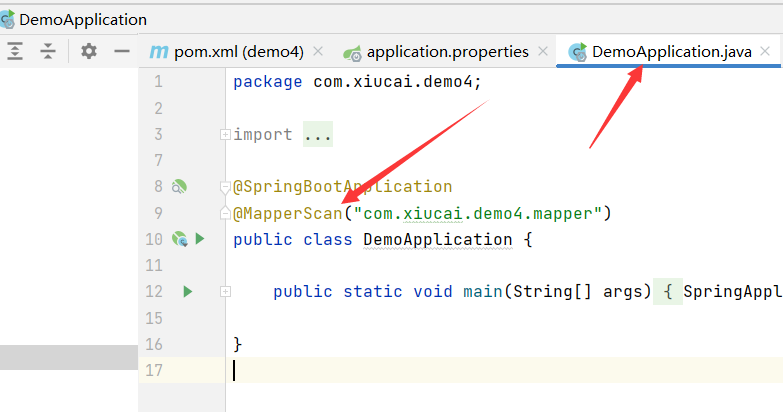 DemoApplication
pom.xml (demo4) application.properties DemoApplication.java
1 package com.xiucai.demo4;
2
3 import ...
7
8 @SpringBootApplication
9 @MapperScan("com.xiucai.demo4.mapper")
10 public class DemoApplication {
11
12 public static void main(String[] args) { SpringAppl
15
16 }
17